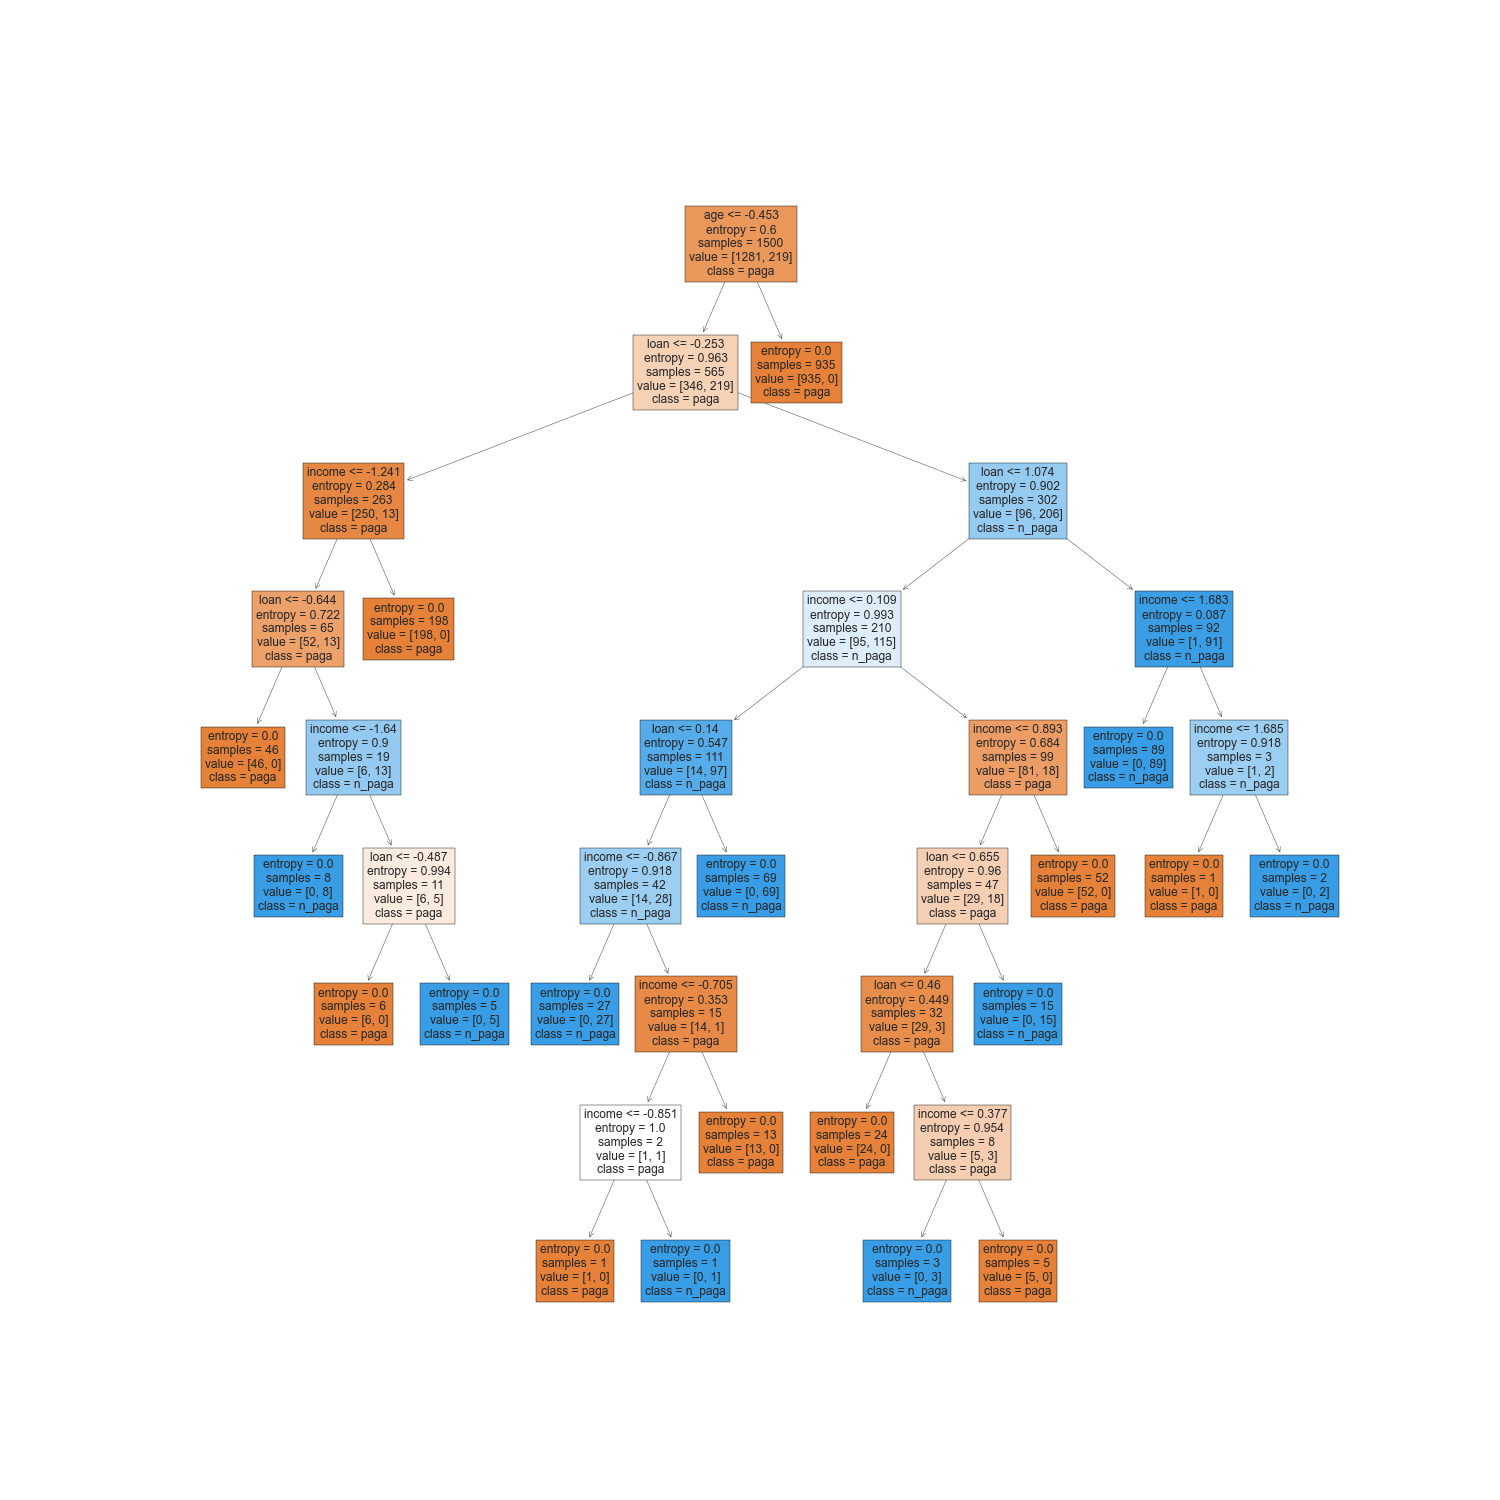 age <= -0.453
entropy = 0.6
samples = 1500
value = [1281, 219]
class = paga
loan <= -0.253
entropy = 0.963
samples = 565
value = [346, 219]
class = paga
entropy = 0.0
samples = 935
value = [935, 0]
class = paga
income <= -1.241
entropy = 0.284
samples = 263
value = [250, 13]
class = paga
loan <= 1.074
entropy = 0.902
samples = 302
value = [96, 206]
class = n_paga
loan <= -0.644
entropy = 0.722
samples = 65
value = [52, 13]
class = paga
entropy = 0.0
samples = 198
value = [198, 0]
class = paga
income <= 0.109
entropy = 0.993
samples = 210
value = [95, 115]
class = n_paga
income <= 1.683
entropy = 0.087
samples = 92
value = [1, 91]
class = n_paga
entropy = 0.0
samples = 46
value = [46, 0]
class = paga
income <= -1.64
entropy = 0.9
samples = 19
value = [6, 13]
class = n_paga
loan <= 0.14
entropy = 0.547
samples = 111
value = [14, 97]
class = n_paga
income <= 0.893
entropy = 0.684
samples = 99
value = [81, 18]
class = paga
entropy = 0.0
samples = 89
value = [0, 89]
class = n_paga
income <= 1.685
entropy = 0.918
samples = 3
value = [1, 2]
class = n_paga
entropy = 0.0
samples = 8
value = [0, 8]
class = n_paga
loan <= -0.487
entropy = 0.994
samples = 11
value = [6, 5]
class = paga
income <= -0.867
entropy = 0.918
samples = 42
value = [14, 28]
class = n_paga
entropy = 0.0
samples = 69
value = [0, 69]
class = n_paga
loan <= 0.655
entropy = 0.96
samples = 47
value = [29, 18]
class = paga
entropy = 0.0
samples = 52
value = [52, 0]
class = paga
entropy = 0.0
samples = 1
value = [1, 0]
class = paga
entropy = 0.0
samples = 2
value = [0, 2]
class = n_paga
entropy = 0.0
samples = 6
value = [6, 0]
class = paga
entropy = 0.0
samples = 5
value = [0, 5]
class = n_paga
entropy = 0.0
samples = 27
value = [0, 27]
class = n_paga
income <= -0.705
entropy = 0.353
samples = 15
value = [14, 1]
class = paga
loan <= 0.46
entropy = 0.449
samples = 32
value = [29, 3]
class = paga
entropy = 0.0
samples = 15
value = [0, 15]
class = n_paga
income <= -0.851
entropy = 1.0
samples = 2
value = [1, 1]
class = paga
entropy = 0.0
samples = 13
value = [13, 0]
class = paga
entropy = 0.0
samples = 24
value = [24, 0]
class = paga
income <= 0.377
entropy = 0.954
samples = 8
value = [5, 3]
class = paga
entropy = 0.0
samples = 1
value = [1, 0]
class = paga
entropy = 0.0
samples = 1
value = [0, 1]
class = n_paga
entropy = 0.0
samples = 3
value = [0, 3]
class = n_paga
entropy = 0.0
samples = 5
value = [5, 0]
class = paga